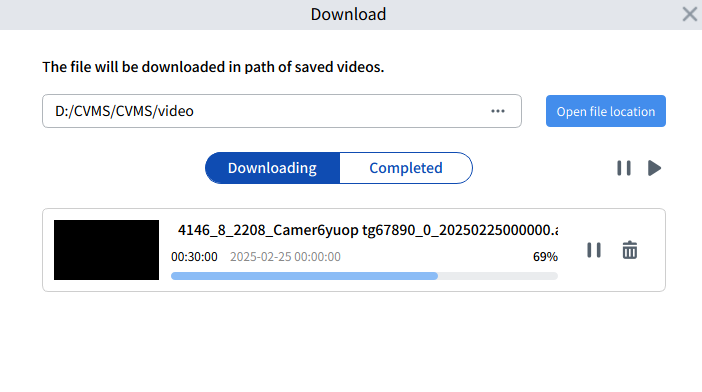 Download
The file will be downloaded in path of saved videos.
D:/CVMS/CVMS/video ··· Open file location
Downloading Completed
4146_8_2208_Camer6yuop tg67890_0_20250225000000.a
00:30:00 2025-02-25 00:00:00 69%